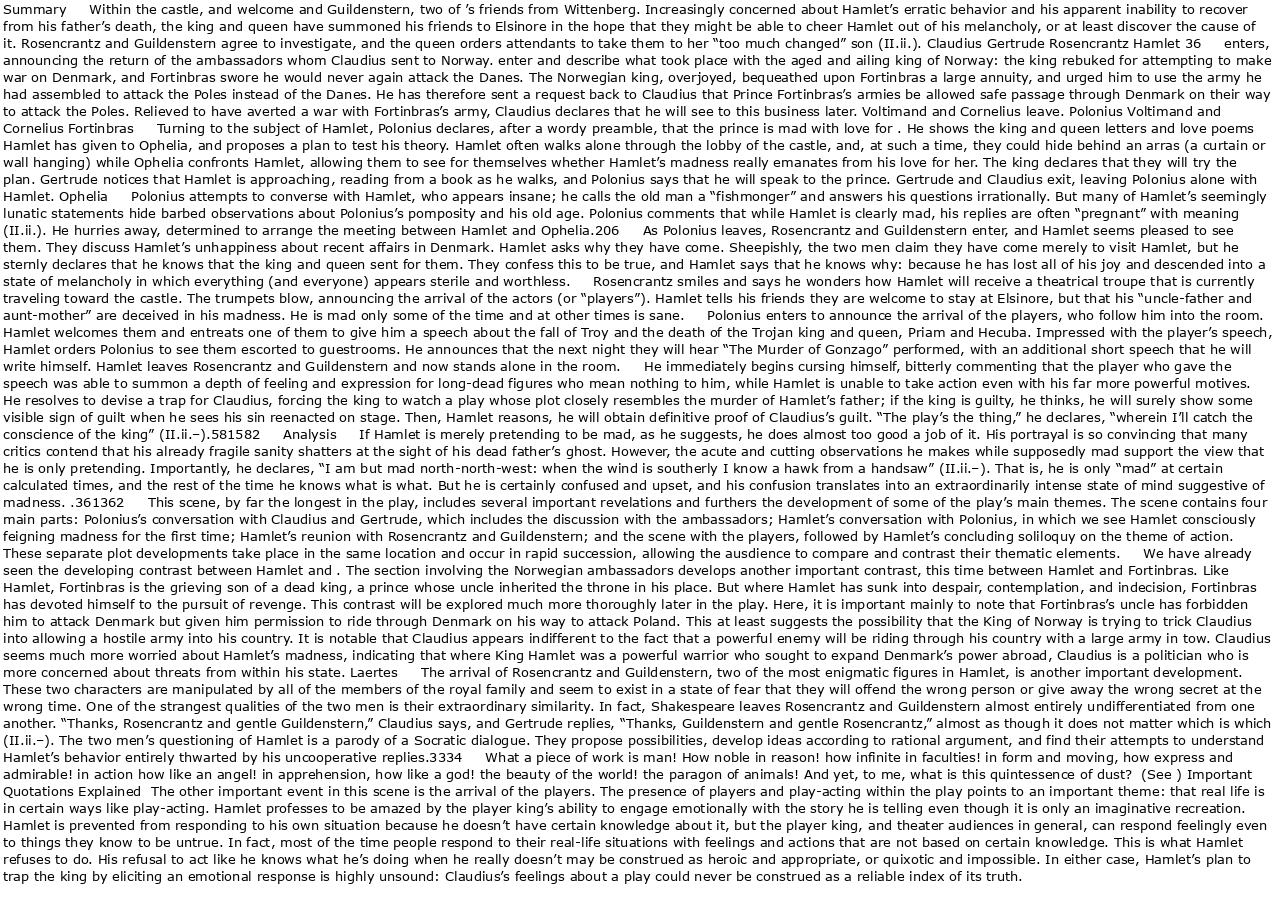 Summary     Within the castle, and welcome and Guildenstern, two of ’s friends from Wittenberg. Increasingly concerned about Hamlet’s erratic behavior and his apparent inability to recover
from his father’s death, the king and queen have summoned his friends to Elsinore in the hope that they might be able to cheer Hamlet out of his melancholy, or at least discover the cause of
it. Rosencrantz and Guildenstern agree to investigate, and the queen orders attendants to take them to her “too much changed” son (II.ii.). Claudius Gertrude Rosencrantz Hamlet 36     enters,
announcing the return of the ambassadors whom Claudius sent to Norway. enter and describe what took place with the aged and ailing king of Norway: the king rebuked for attempting to make
war on Denmark, and Fortinbras swore he would never again attack the Danes. The Norwegian king, overjoyed, bequeathed upon Fortinbras a large annuity, and urged him to use the army he
had assembled to attack the Poles instead of the Danes. He has therefore sent a request back to Claudius that Prince Fortinbras’s armies be allowed safe passage through Denmark on their way
to attack the Poles. Relieved to have averted a war with Fortinbras’s army, Claudius declares that he will see to this business later. Voltimand and Cornelius leave. Polonius Voltimand and
Cornelius Fortinbras     Turning to the subject of Hamlet, Polonius declares, after a wordy preamble, that the prince is mad with love for . He shows the king and queen letters and love poems
Hamlet has given to Ophelia, and proposes a plan to test his theory. Hamlet often walks alone through the lobby of the castle, and, at such a time, they could hide behind an arras (a curtain or
wall hanging) while Ophelia confronts Hamlet, allowing them to see for themselves whether Hamlet’s madness really emanates from his love for her. The king declares that they will try the
plan. Gertrude notices that Hamlet is approaching, reading from a book as he walks, and Polonius says that he will speak to the prince. Gertrude and Claudius exit, leaving Polonius alone with
Hamlet. Ophelia     Polonius attempts to converse with Hamlet, who appears insane; he calls the old man a “fishmonger” and answers his questions irrationally. But many of Hamlet’s seemingly
lunatic statements hide barbed observations about Polonius’s pomposity and his old age. Polonius comments that while Hamlet is clearly mad, his replies are often “pregnant” with meaning
(II.ii.). He hurries away, determined to arrange the meeting between Hamlet and Ophelia.206     As Polonius leaves, Rosencrantz and Guildenstern enter, and Hamlet seems pleased to see
them. They discuss Hamlet’s unhappiness about recent affairs in Denmark. Hamlet asks why they have come. Sheepishly, the two men claim they have come merely to visit Hamlet, but he
sternly declares that he knows that the king and queen sent for them. They confess this to be true, and Hamlet says that he knows why: because he has lost all of his joy and descended into a
state of melancholy in which everything (and everyone) appears sterile and worthless.     Rosencrantz smiles and says he wonders how Hamlet will receive a theatrical troupe that is currently
traveling toward the castle. The trumpets blow, announcing the arrival of the actors (or “players”). Hamlet tells his friends they are welcome to stay at Elsinore, but that his “uncle-father and
aunt-mother” are deceived in his madness. He is mad only some of the time and at other times is sane.     Polonius enters to announce the arrival of the players, who follow him into the room.
Hamlet welcomes them and entreats one of them to give him a speech about the fall of Troy and the death of the Trojan king and queen, Priam and Hecuba. Impressed with the player’s speech,
Hamlet orders Polonius to see them escorted to guestrooms. He announces that the next night they will hear “The Murder of Gonzago” performed, with an additional short speech that he will
write himself. Hamlet leaves Rosencrantz and Guildenstern and now stands alone in the room.     He immediately begins cursing himself, bitterly commenting that the player who gave the
speech was able to summon a depth of feeling and expression for long-dead figures who mean nothing to him, while Hamlet is unable to take action even with his far more powerful motives.
He resolves to devise a trap for Claudius, forcing the king to watch a play whose plot closely resembles the murder of Hamlet’s father; if the king is guilty, he thinks, he will surely show some
visible sign of guilt when he sees his sin reenacted on stage. Then, Hamlet reasons, he will obtain definitive proof of Claudius’s guilt. “The play’s the thing,” he declares, “wherein I’ll catch the
conscience of the king” (II.ii.–).581582     Analysis     If Hamlet is merely pretending to be mad, as he suggests, he does almost too good a job of it. His portrayal is so convincing that many
critics contend that his already fragile sanity shatters at the sight of his dead father’s ghost. However, the acute and cutting observations he makes while supposedly mad support the view that
he is only pretending. Importantly, he declares, “I am but mad north-north-west: when the wind is southerly I know a hawk from a handsaw” (II.ii.–). That is, he is only “mad” at certain
calculated times, and the rest of the time he knows what is what. But he is certainly confused and upset, and his confusion translates into an extraordinarily intense state of mind suggestive of
madness. .361362     This scene, by far the longest in the play, includes several important revelations and furthers the development of some of the play’s main themes. The scene contains four
main parts: Polonius’s conversation with Claudius and Gertrude, which includes the discussion with the ambassadors; Hamlet’s conversation with Polonius, in which we see Hamlet consciously
feigning madness for the first time; Hamlet’s reunion with Rosencrantz and Guildenstern; and the scene with the players, followed by Hamlet’s concluding soliloquy on the theme of action.
These separate plot developments take place in the same location and occur in rapid succession, allowing the ausdience to compare and contrast their thematic elements.     We have already
seen the developing contrast between Hamlet and . The section involving the Norwegian ambassadors develops another important contrast, this time between Hamlet and Fortinbras. Like
Hamlet, Fortinbras is the grieving son of a dead king, a prince whose uncle inherited the throne in his place. But where Hamlet has sunk into despair, contemplation, and indecision, Fortinbras
has devoted himself to the pursuit of revenge. This contrast will be explored much more thoroughly later in the play. Here, it is important mainly to note that Fortinbras’s uncle has forbidden
him to attack Denmark but given him permission to ride through Denmark on his way to attack Poland. This at least suggests the possibility that the King of Norway is trying to trick Claudius
into allowing a hostile army into his country. It is notable that Claudius appears indifferent to the fact that a powerful enemy will be riding through his country with a large army in tow. Claudius
seems much more worried about Hamlet’s madness, indicating that where King Hamlet was a powerful warrior who sought to expand Denmark’s power abroad, Claudius is a politician who is
more concerned about threats from within his state. Laertes     The arrival of Rosencrantz and Guildenstern, two of the most enigmatic figures in Hamlet, is another important development.
These two characters are manipulated by all of the members of the royal family and seem to exist in a state of fear that they will offend the wrong person or give away the wrong secret at the
wrong time. One of the strangest qualities of the two men is their extraordinary similarity. In fact, Shakespeare leaves Rosencrantz and Guildenstern almost entirely undifferentiated from one
another. “Thanks, Rosencrantz and gentle Guildenstern,” Claudius says, and Gertrude replies, “Thanks, Guildenstern and gentle Rosencrantz,” almost as though it does not matter which is which
(II.ii.–). The two men’s questioning of Hamlet is a parody of a Socratic dialogue. They propose possibilities, develop ideas according to rational argument, and find their attempts to understand
Hamlet’s behavior entirely thwarted by his uncooperative replies.3334     What a piece of work is man! How noble in reason! how infinite in faculties! in form and moving, how express and
admirable! in action how like an angel! in apprehension, how like a god! the beauty of the world! the paragon of animals! And yet, to me, what is this quintessence of dust?  (See ) Important
Quotations Explained  The other important event in this scene is the arrival of the players. The presence of players and play-acting within the play points to an important theme: that real life is
in certain ways like play-acting. Hamlet professes to be amazed by the player king’s ability to engage emotionally with the story he is telling even though it is only an imaginative recreation.
Hamlet is prevented from responding to his own situation because he doesn’t have certain knowledge about it, but the player king, and theater audiences in general, can respond feelingly even
to things they know to be untrue. In fact, most of the time people respond to their real-life situations with feelings and actions that are not based on certain knowledge. This is what Hamlet
refuses to do. His refusal to act like he knows what he’s doing when he really doesn’t may be construed as heroic and appropriate, or quixotic and impossible. In either case, Hamlet’s plan to
trap the king by eliciting an emotional response is highly unsound: Claudius’s feelings about a play could never be construed as a reliable index of its truth.